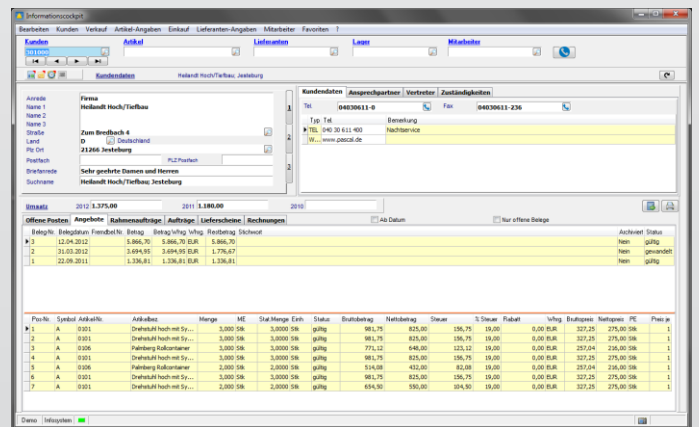 Informationscockpit
Bearbeiten Kunden Verkauf Artikel-Angaben Einkauf Lieferanten-Angaben Mitarbeiter Favoriten ?
Kunden Artikel Lieferanten Lager Mitarbeiter
301000
Kundendaten Heilandt Hoch/Tiefbau, Jesteburg
Kundendaten Ansprechpartner Vertreter Zuständigkeiten
Anrede Firma
Name 1 Heilandt Hoch/Tiefbau
Name 2
Name 3
Straße Zum Bredbach 4
Land D Deutschland
Plz Ort 21266 Jesteburg
Postfach PLZ Postfach
Briefanrede Sehr geehrte Damen und Herren
Suchname Heilandt Hoch/Tiefbau; Jesteburg
1
2
3
Tel. 04030611-0 Fax 04030611-236
Typ Tel. Bemerkung
TEL 040 30 611 400 Nachtservice
W... www.pascal.de
Umsatz 2012 1.375,00 2011 1.180,00 2010
Offene Posten Angebote Rahmenaufträge Aufträge Lieferscheine Rechnungen Ab Datum Nur offene Belege
Beleg-Nr. Belegdatum Fremdbel.Nr. Betrag Betrag Whrg Whrg. Restbetrag Stichwort Archiviert Status
3 12.04.2012 5.866,70 5.866,70 EUR 5.866,70 Nein gültig
2 31.03.2012 3.694,95 3.694,95 EUR 1.776,67 Nein gewandelt
1 22.09.2011 1.336,81 1.336,81 EUR 1.336,81 Nein gültig
Pos-Nr. Symbol Artikel-Nr. Artikelbez. Menge ME Stat.Menge Einh Status Bruttobetrag Nettobetrag Steuer % Steuer Rabatt Whrg. Bruttopreis Nettopreis PE Preis je
1 A 0101 Drehstuhl hoch mit Sy... 3,000 Stk 3,0000 Stk gültig 981,75 825,00 156,75 19,00 0,00 EUR 327,25 275,00 Stk 1
2 A 0101 Drehstuhl hoch mit Sy... 3,000 Stk 3,0000 Stk gültig 981,75 825,00 156,75 19,00 0,00 EUR 327,25 275,00 Stk 1
3 A 0106 Palmberg Rollcontainer 3,000 Stk 3,0000 Stk gültig 771,12 648,00 123,12 19,00 0,00 EUR 257,04 216,00 Stk 1
4 A 0101 Drehstuhl hoch mit Sy... 3,000 Stk 3,0000 Stk gültig 981,75 825,00 156,75 19,00 0,00 EUR 327,25 275,00 Stk 1
5 A 0106 Palmberg Rollcontainer 2,000 Stk 2,0000 Stk gültig 514,08 432,00 82,08 19,00 0,00 EUR 257,04 216,00 Stk 1
6 A 0101 Drehstuhl hoch mit Sy... 3,000 Stk 3,0000 Stk gültig 981,75 825,00 156,75 19,00 0,00 EUR 327,25 275,00 Stk 1
7 A 0101 Drehstuhl hoch mit Sy... 2,000 Stk 2,0000 Stk gültig 654,50 550,00 104,50 19,00 0,00 EUR 327,25 275,00 Stk 1
Demo Infosystem